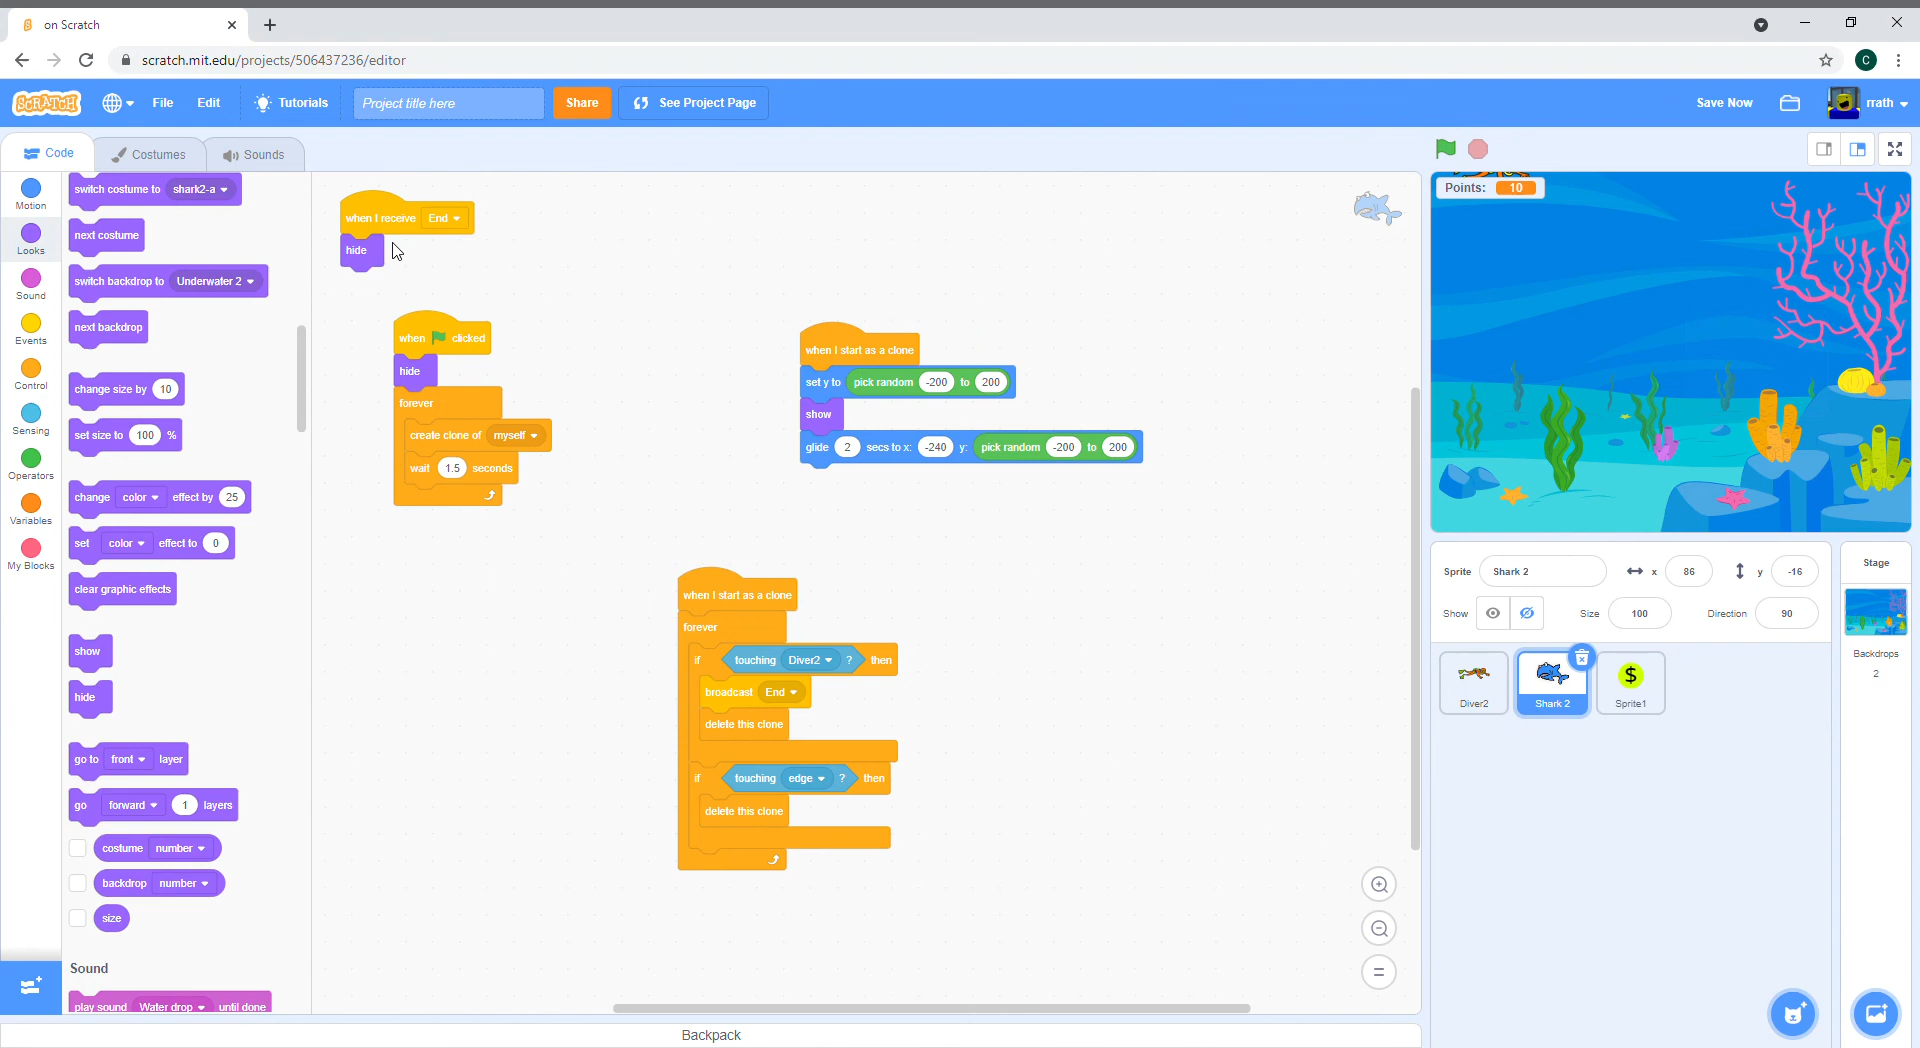 on Scratch
scratch.mit.edu/projects/506437236/editor
C
SCRATCH
File
Edit
Tutorials
Project title here
Share
See Project Page
Save Now
rrath
Code
Costumes
Sounds
Motion
Looks
Sound
Events
Control
Sensing
Operators
Variables
My Blocks
switch costume to shark2-a
next costume
switch backdrop to Underwater 2
next backdrop
change size by 10
set size to 100 %
change color effect by 25
set color effect to 0
clear graphic effects
show
hide
go to front layer
go forward 1 layers
costume number
backdrop number
size
Sound
play sound Water drop until done
when I receive End
hide
when clicked
hide
forever
create clone of myself
wait 1.5 seconds
when I start as a clone
set y to pick random -200 to 200
show
glide 2 secs to x: -240 y: pick random -200 to 200
when I start as a clone
forever
if touching Diver2 ? then
broadcast End
delete this clone
if touching edge ? then
delete this clone
Backpack
Points: 10
Sprite Shark 2 x 86 y -16
Show Size 100 Direction 90
Diver2
Shark 2
$
Sprite1
Stage
Backdrops
2